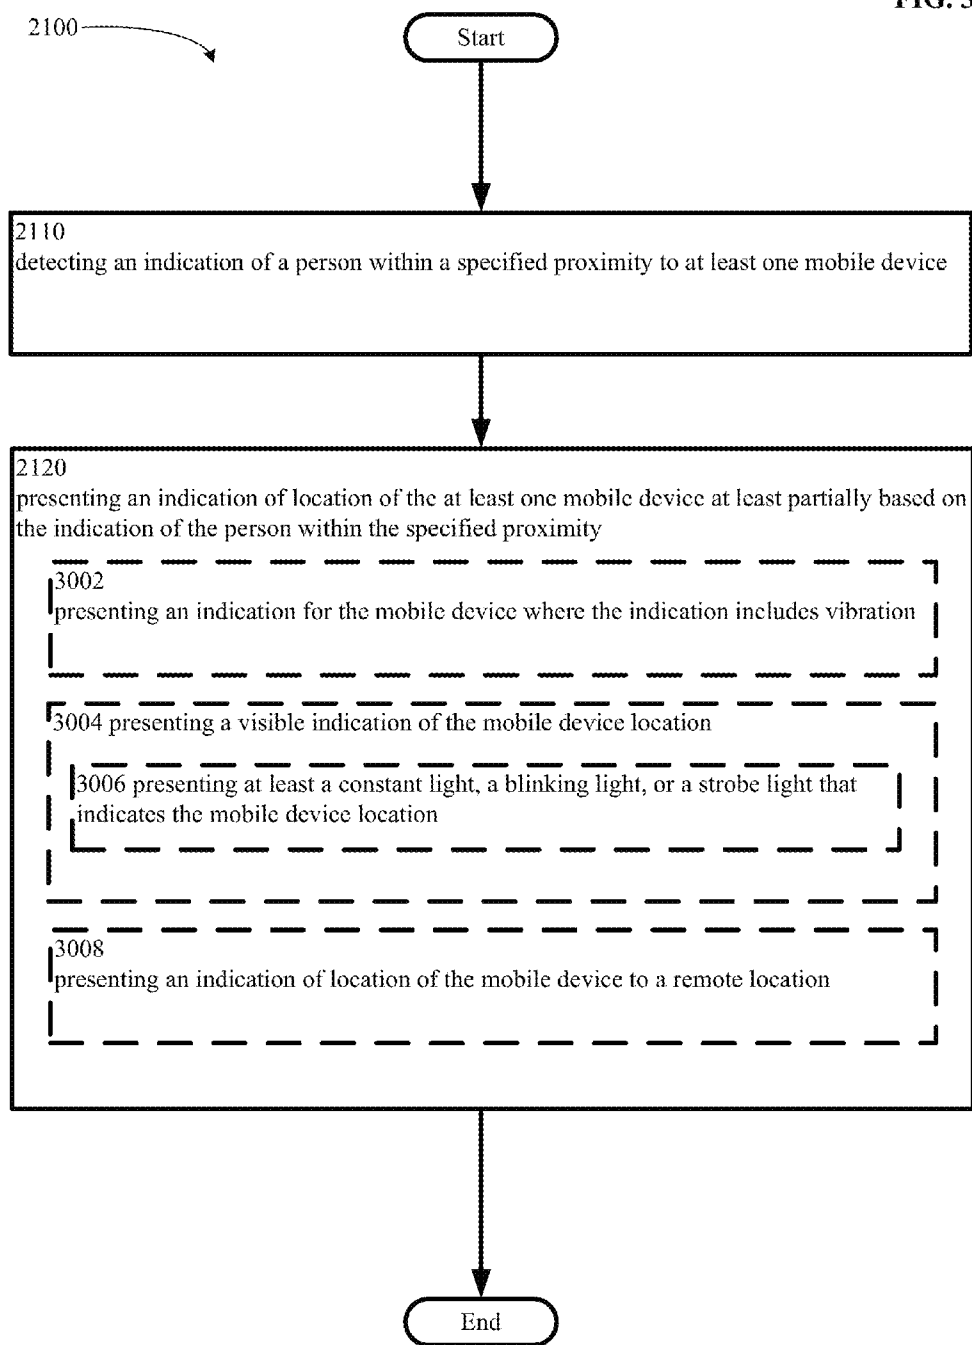 FIG. 3
2100
Start
2110
detecting an indication of a person within a specified proximity to at least one mobile device
2120
presenting an indication of location of the at least one mobile device at least partially based on
the indication of the person within the specified proximity
3002
presenting an indication for the mobile device where the indication includes vibration
3004 presenting a visible indication of the mobile device location
3006 presenting at least a constant light, a blinking light, or a strobe light that
indicates the mobile device location
3008
presenting an indication of location of the mobile device to a remote location
End